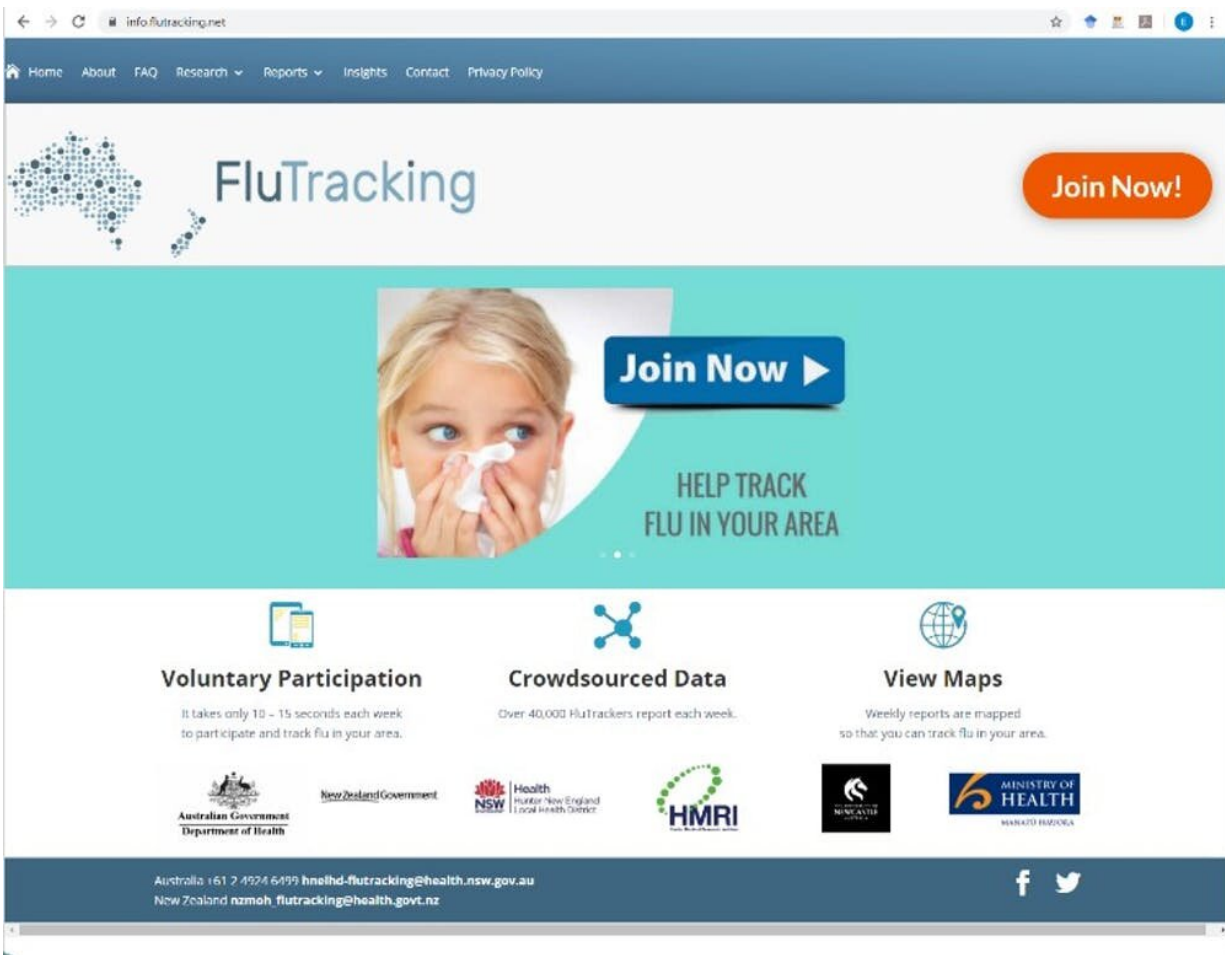 info.flutracking.net
E
Home About FAQ Research Reports Insights Contact Privacy Policy
FluTracking
Join Now!
Join Now
HELP TRACK
FLU IN YOUR AREA
Voluntary Participation
It takes only 10 – 15 seconds each week
to participate and track flu in your area.
Crowdsourced Data
Over 40,000 FluTrackers report each week.
View Maps
Weekly reports are mapped
so that you can track flu in your area.
Australian Government
Department of Health
New Zealand Government
NSW
Health
Hunter New England
Local Health District
HMRI
NEWCASTLE
MINISTRY OF
HEALTH
MANATŪ HAUORA
Australia +61 2 4924 6499 hnelhd-flutracking@health.nsw.gov.au
New Zealand nzmoh_flutracking@health.govt.nz